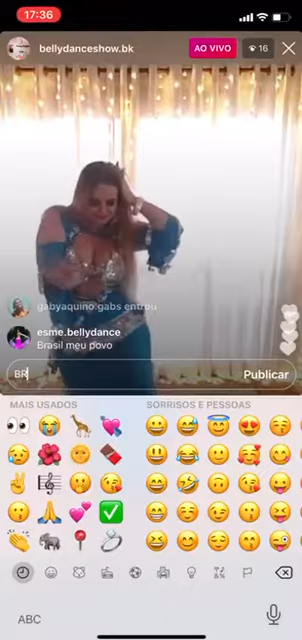 17:36
bellydanceshow.bk
AO VIVO
16
gabyaquino.gabs entrou
esme.bellydance
Brasil meu povo
BR
Publicar
MAIS USADOS
SORRISOS E PESSOAS
ABC